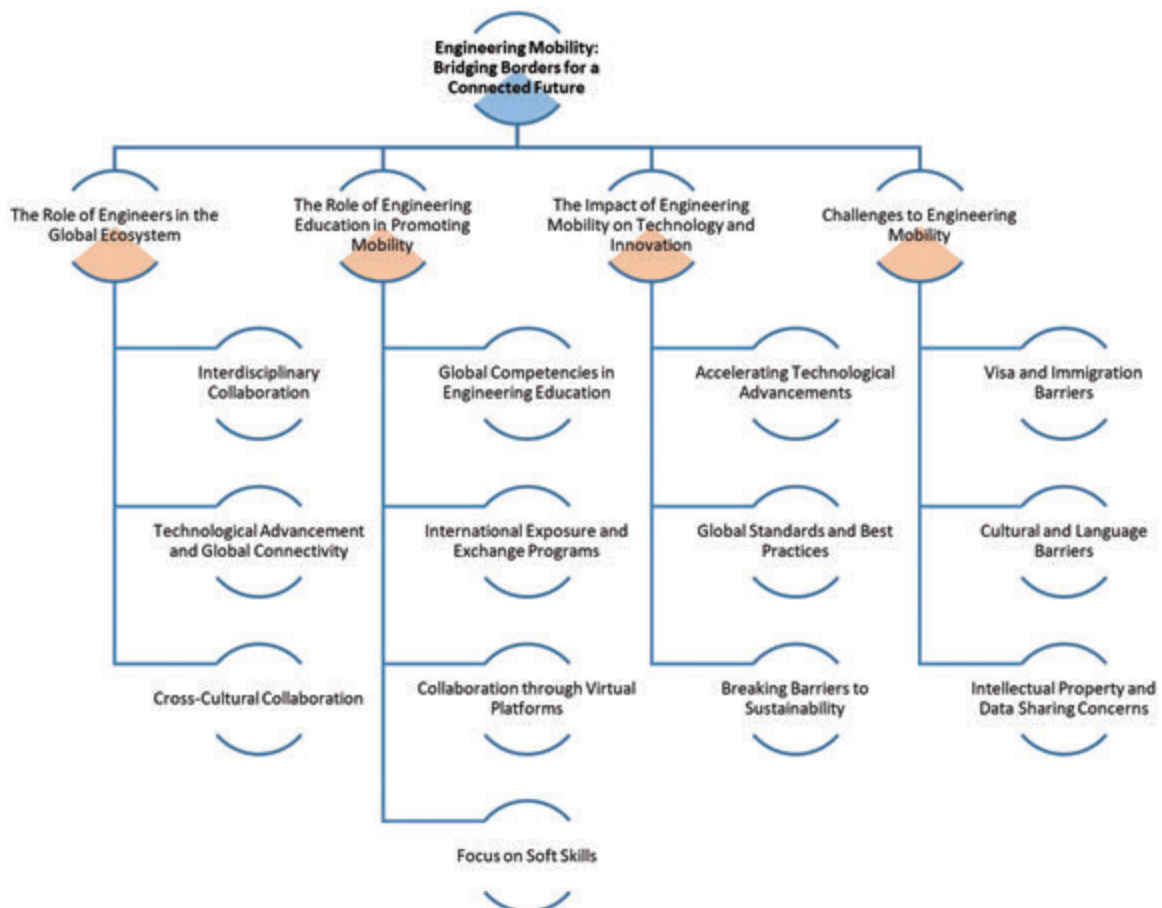 Engineering Mobility:
Bridging Borders for a
Connected Future
The Role of Engineers in the
Global Ecosystem
The Role of Engineering
Education in Promoting
Mobility
The Impact of Engineering
Mobility on Technology and
Innovation
Challenges to Engineering
Mobility
Interdisciplinary
Collaboration
Global Competencies in
Engineering Education
Accelerating Technological
Advancements
Visa and Immigration
Barriers
Technological Advancement
and Global Connectivity
International Exposure and
Exchange Programs
Global Standards and Best
Practices
Cultural and Language
Barriers
Cross-Cultural Collaboration
Collaboration through Virtual
Platforms
Breaking Barriers to
Sustainability
Intellectual Property and
Data Sharing Concerns
Focus on Soft Skills